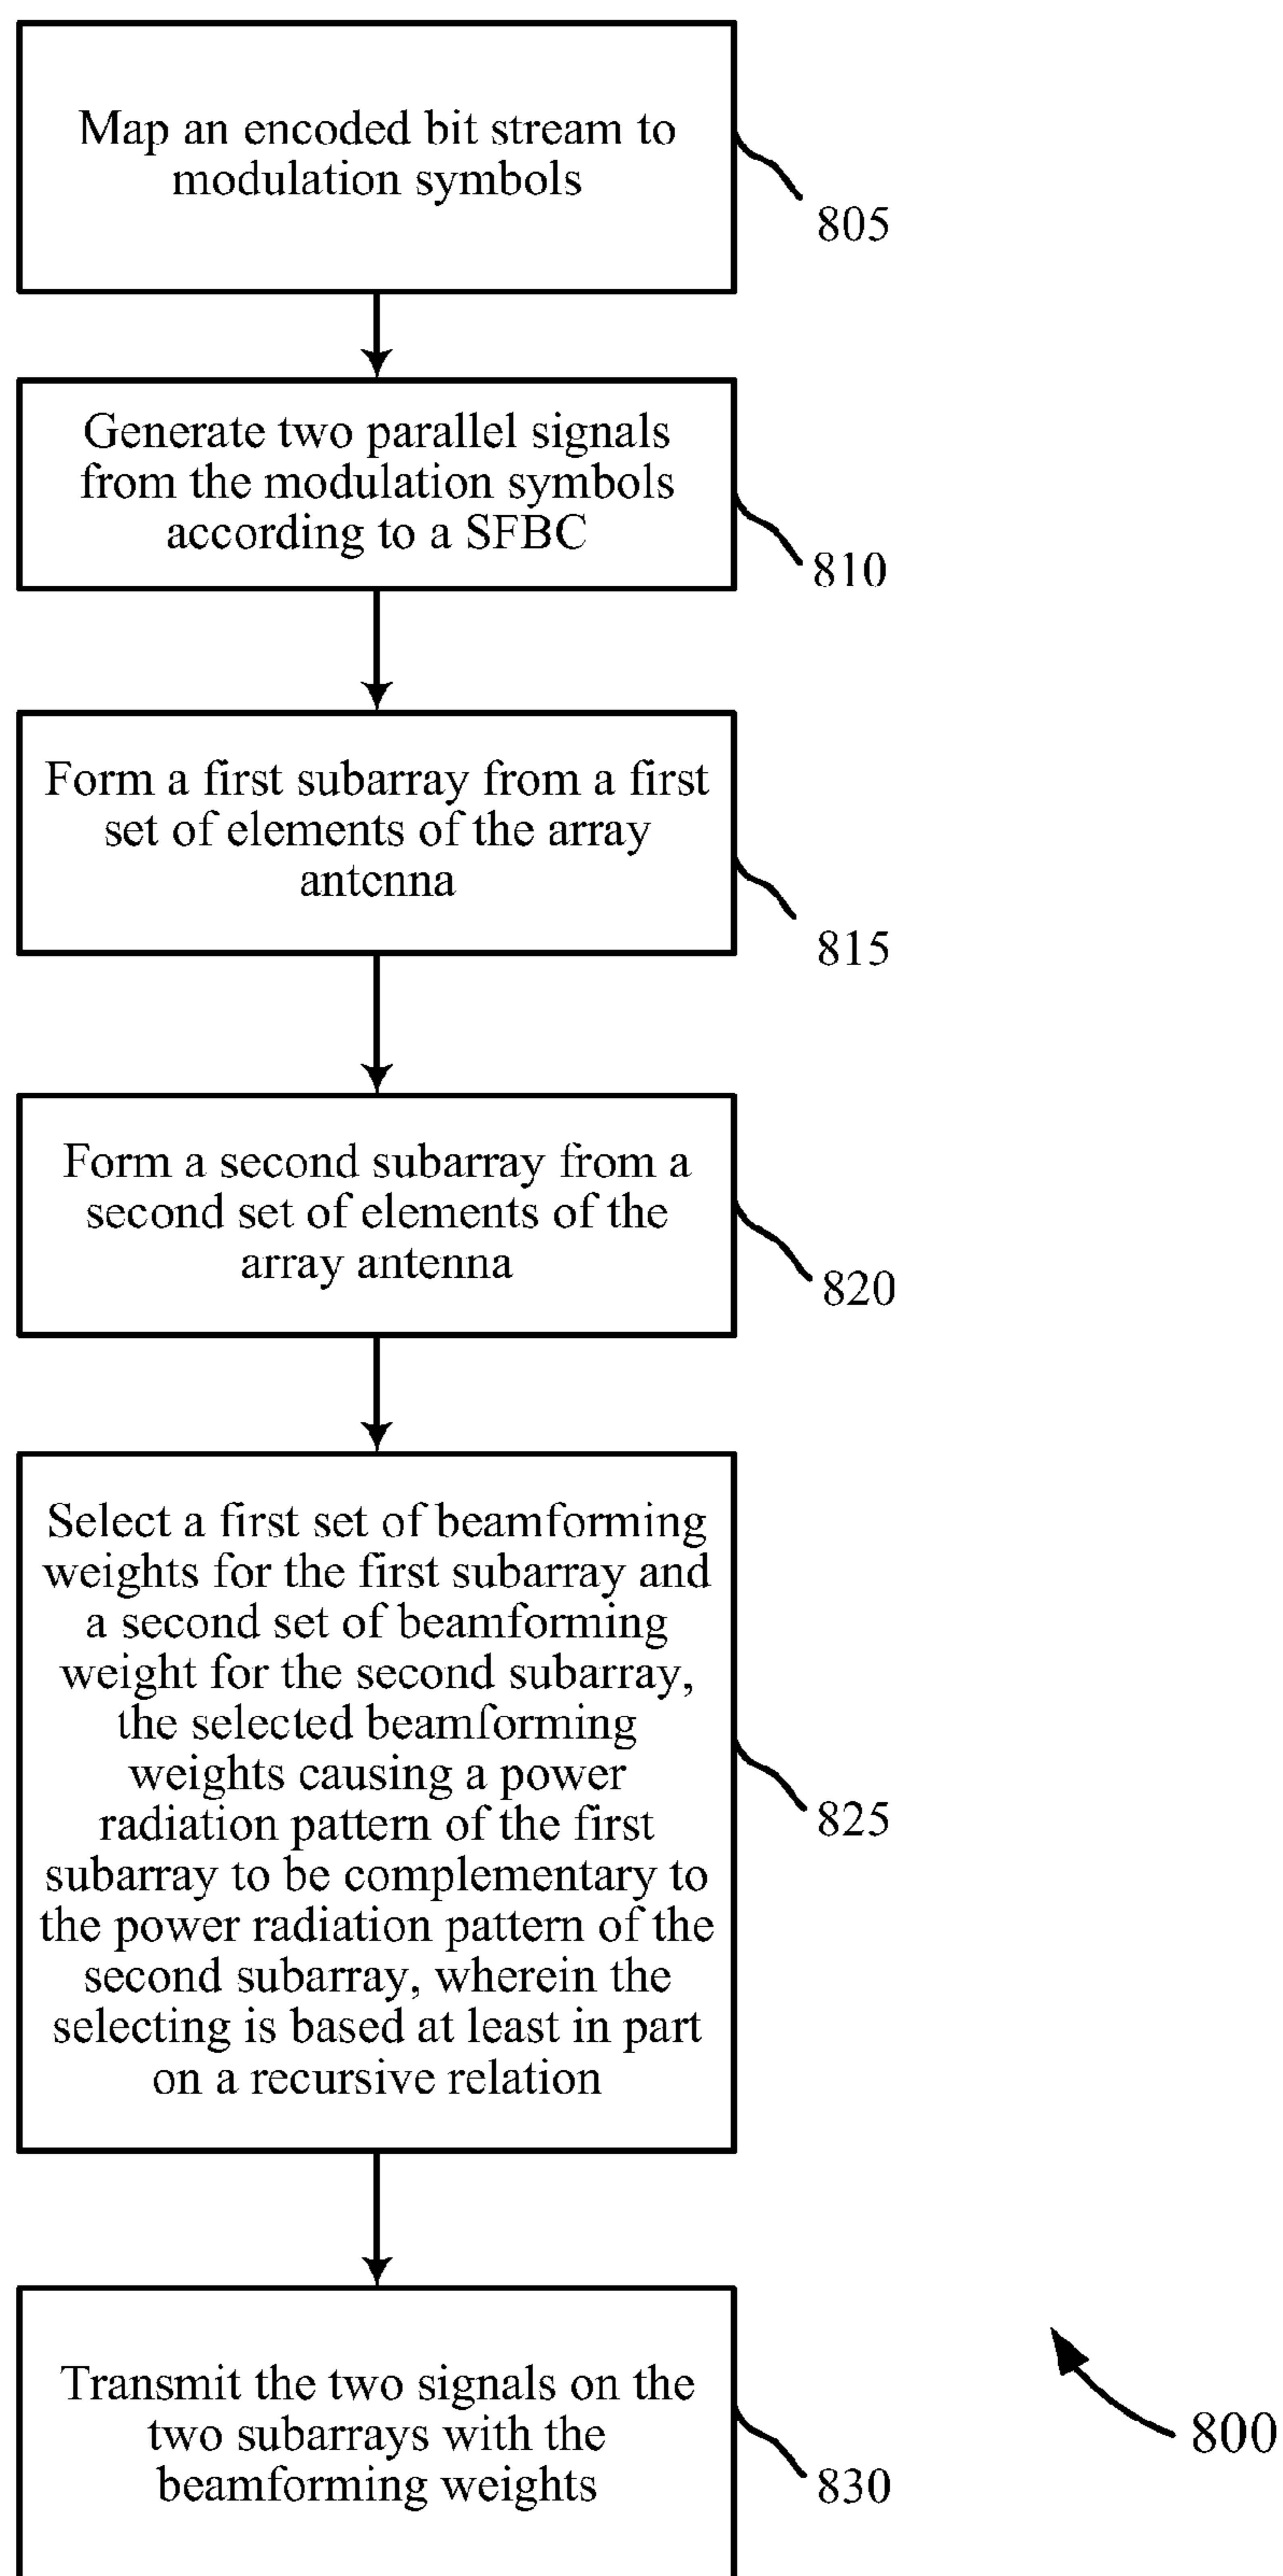 Map an encoded bit stream to
modulation symbols
805
Generate two parallel signals
from the modulation symbols
according to a SFBC
810
Form a first subarray from a first
set of elements of the array
antenna
815
Form a second subarray from a
second set of elements of the
array antenna
820
Select a first set of beamforming
weights for the first subarray and
a second set of beamforming
weight for the second subarray,
the selected beamforming
weights causing a power
radiation pattern of the first
subarray to be complementary to
the power radiation pattern of the
second subarray, wherein the
selecting is based at least in part
on a recursive relation
825
Transmit the two signals on the
two subarrays with the
beamforming weights
830
800